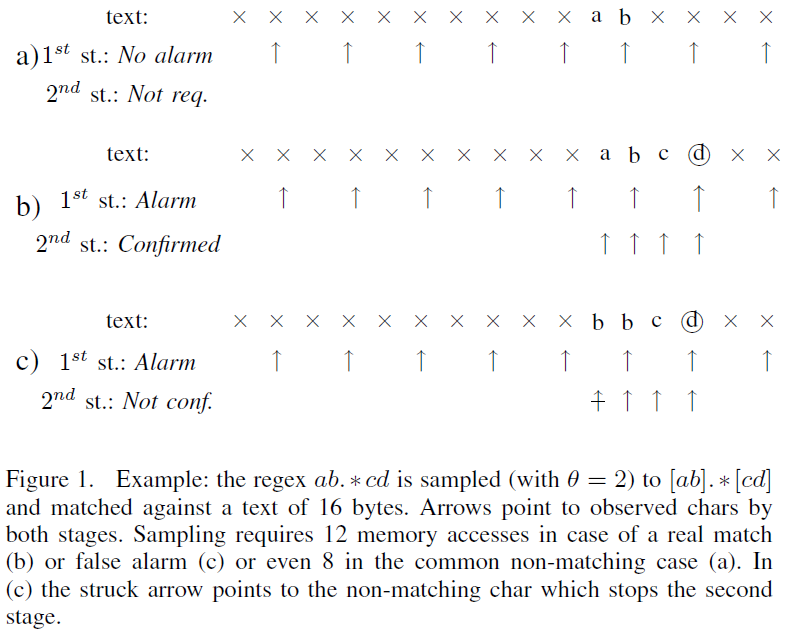 text: × × × × × × × × × × a b × × × ×
a) 1st st.: No alarm ↑ ↑ ↑ ↑ ↑ ↑ ↑ ↑
2nd st.: Not req.
text: × × × × × × × × × × a b c ⓓ × ×
b) 1st st.: Alarm ↑ ↑ ↑ ↑ ↑ ↑ ↑ ↑
2nd st.: Confirmed ↑ ↑ ↑ ↑
text: × × × × × × × × × × b b c ⓓ × ×
c) 1st st.: Alarm ↑ ↑ ↑ ↑ ↑ ↑ ↑ ↑
2nd st.: Not conf. ⤉ ↑ ↑ ↑
Figure 1. Example: the regex ab. * cd is sampled (with θ = 2) to [ab]. * [cd]
and matched against a text of 16 bytes. Arrows point to observed chars by
both stages. Sampling requires 12 memory accesses in case of a real match
(b) or false alarm (c) or even 8 in the common non-matching case (a). In
(c) the struck arrow points to the non-matching char which stops the second
stage.